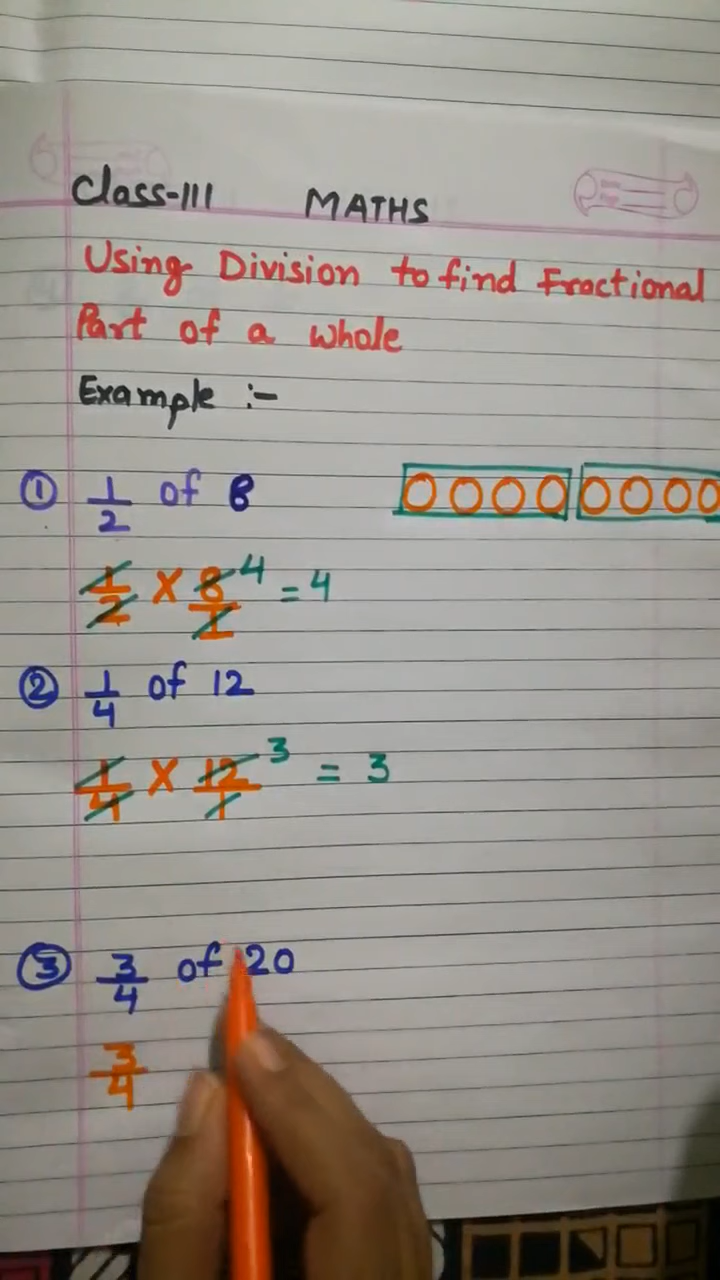 Class-III MATHS
Using Division to find Fractional
Part of a whole
Example :-
① 1/2 of 8
1/2 X 8/1 4 = 4
② 1/4 of 12
1/4 X 12/1 3 = 3
③ 3/4 of 20
3/4